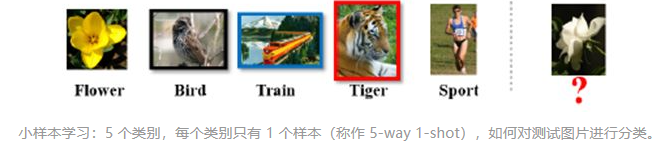 Flower Bird Train Tiger Sport ?
小样本学习：5 个类别，每个类别只有 1 个样本（称作 5-way 1-shot），如何对测试图片进行分类。